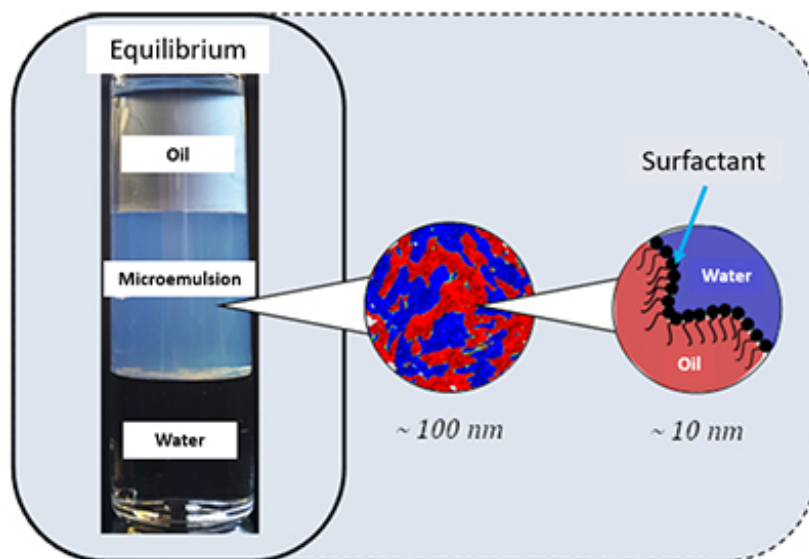 Equilibrium
Oil
Microemulsion
Water
Surfactant
Water
Oil
~ 100 nm
~ 10 nm